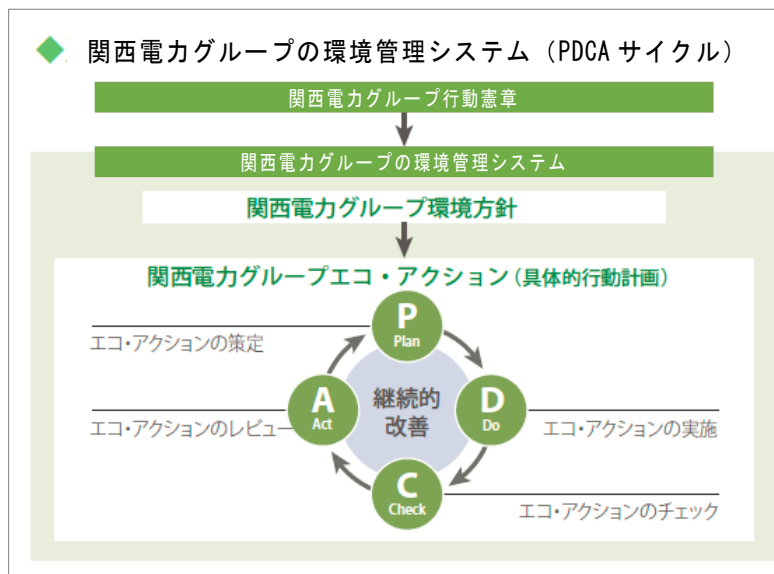 関西電力グループの環境管理システム（PDCAサイクル）
関西電力グループ行動憲章
関西電力グループの環境管理システム
関西電力グループ環境方針
関西電力グループエコ・アクション（具体的行動計画）
P
Plan
エコ・アクションの策定
A
Act
継続的
改善
D
Do
エコ・アクションのレビュー
エコ・アクションの実施
C
Check
エコ・アクションのチェック